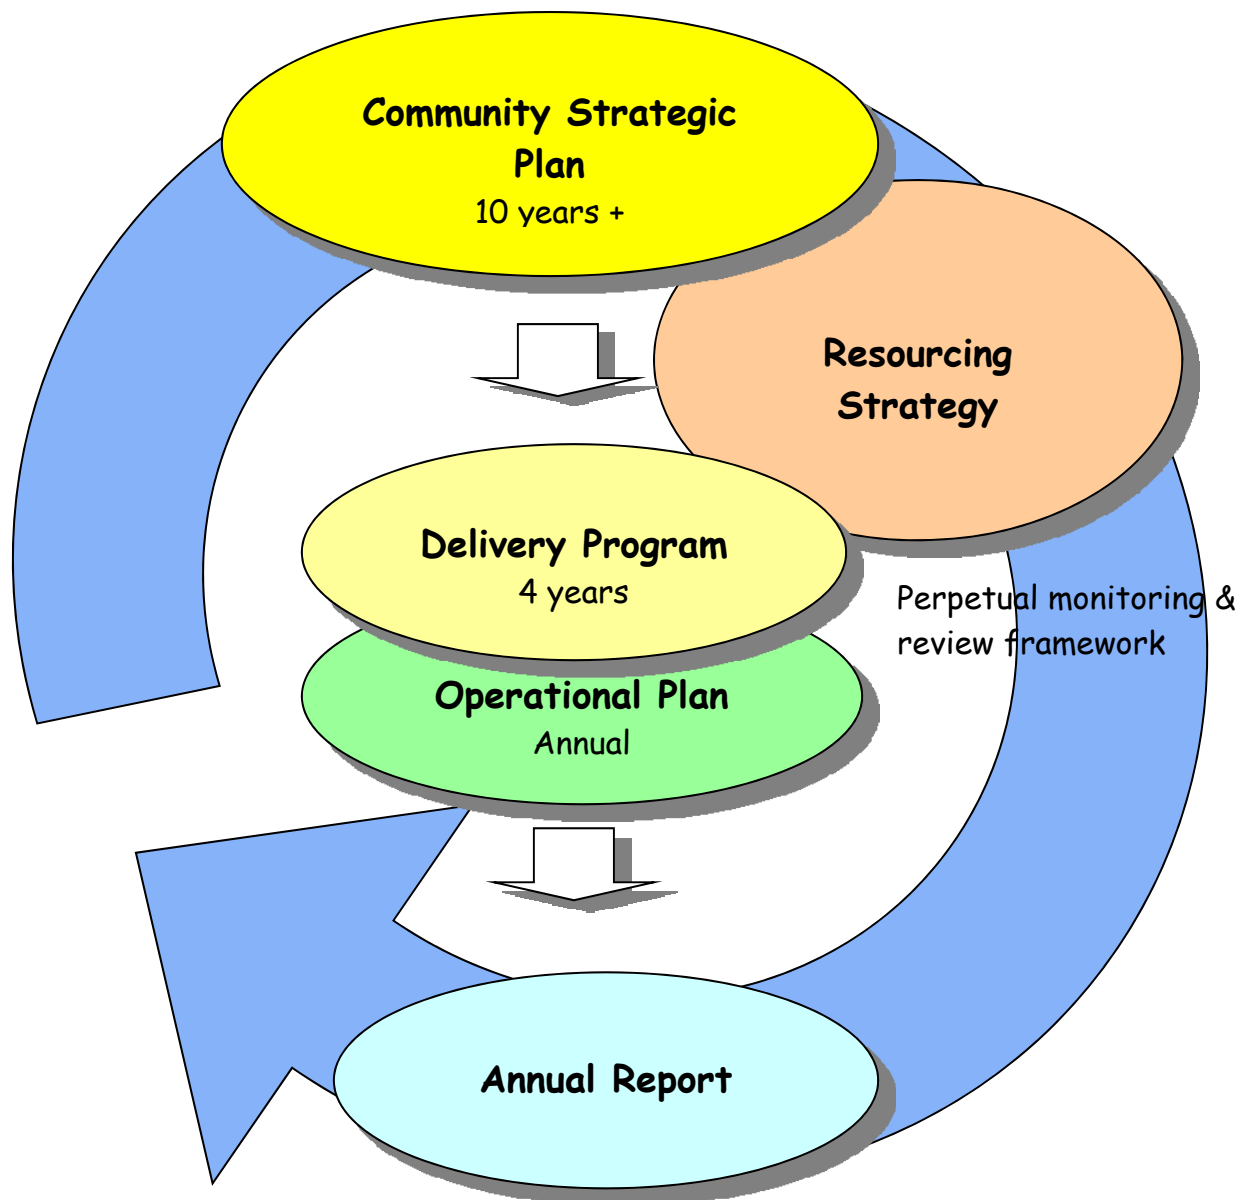 Community Strategic
Plan
10 years +
Resourcing
Strategy
Delivery Program
4 years
Perpetual monitoring &
review framework
Operational Plan
Annual
Annual Report